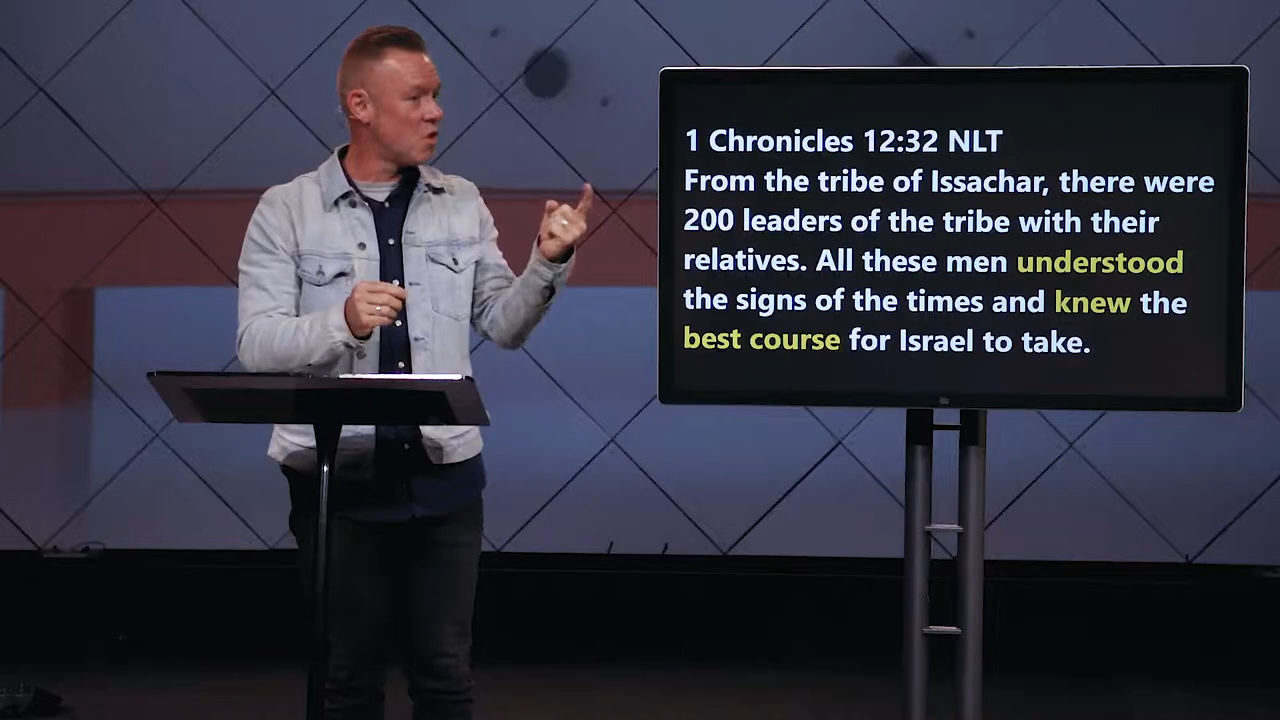 1 Chronicles 12:32 NLT
From the tribe of Issachar, there were
200 leaders of the tribe with their
relatives. All these men understood
the signs of the times and knew the
best course for Israel to take.